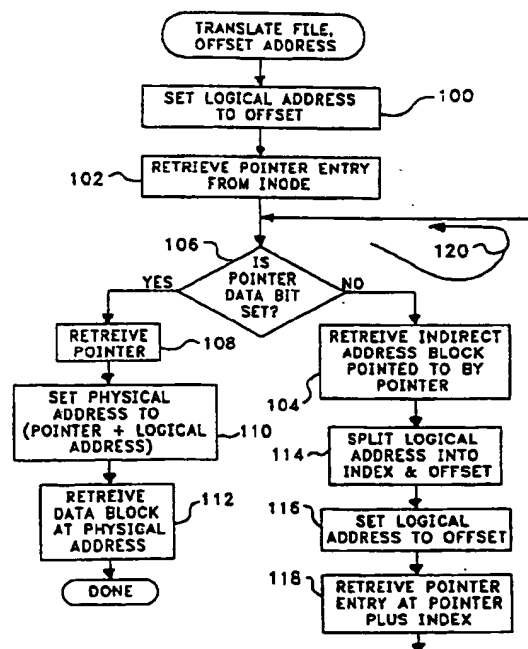 TRANSLATE FILE,
OFFSET ADDRESS
SET LOGICAL ADDRESS
TO OFFSET
100
102
RETRIEVE POINTER ENTRY
FROM INODE
106
IS
POINTER
DATA BIT
SET?
YES
NO
120
RETREIVE
POINTER
108
SET PHYSICAL
ADDRESS TO
(POINTER + LOGICAL
ADDRESS)
110
RETREIVE
DATA BLOCK
AT PHYSICAL
ADDRESS
112
DONE
RETREIVE INDIRECT
ADDRESS BLOCK
POINTED TO BY
POINTER
104
SPLIT LOGICAL
ADDRESS INTO
INDEX & OFFSET
114
116
SET LOGICAL
ADDRESS TO OFFSET
118
RETREIVE POINTER
ENTRY AT POINTER
PLUS INDEX